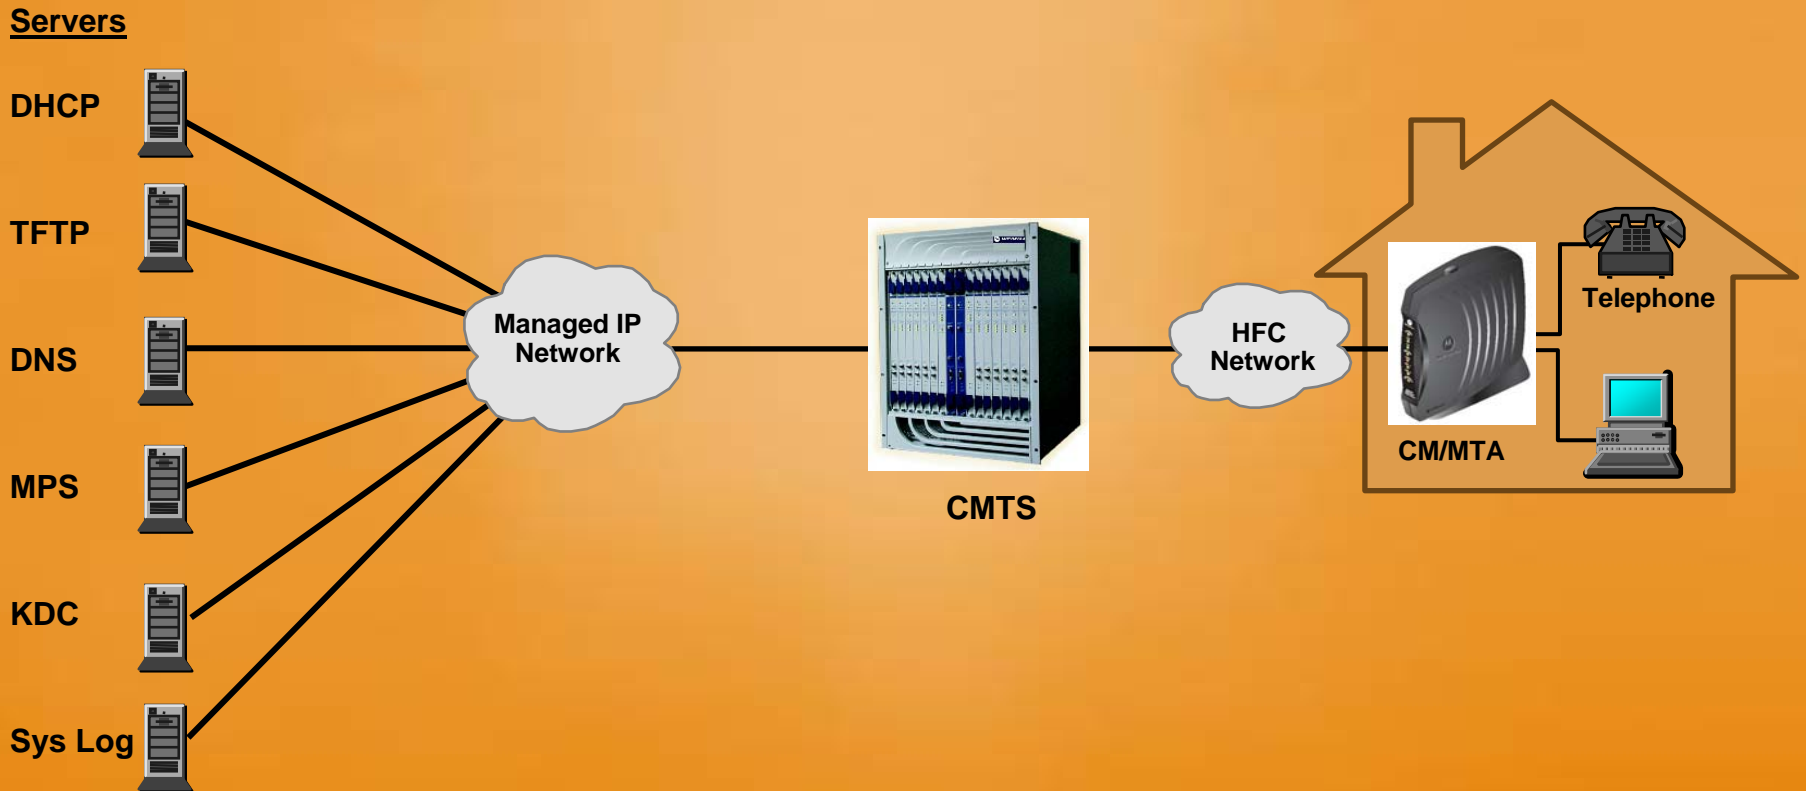 Servers
DHCP
TFTP
DNS
MPS
KDC
Sys Log
Managed IP
Network
CMTS
HFC
Network
CM/MTA
Telephone